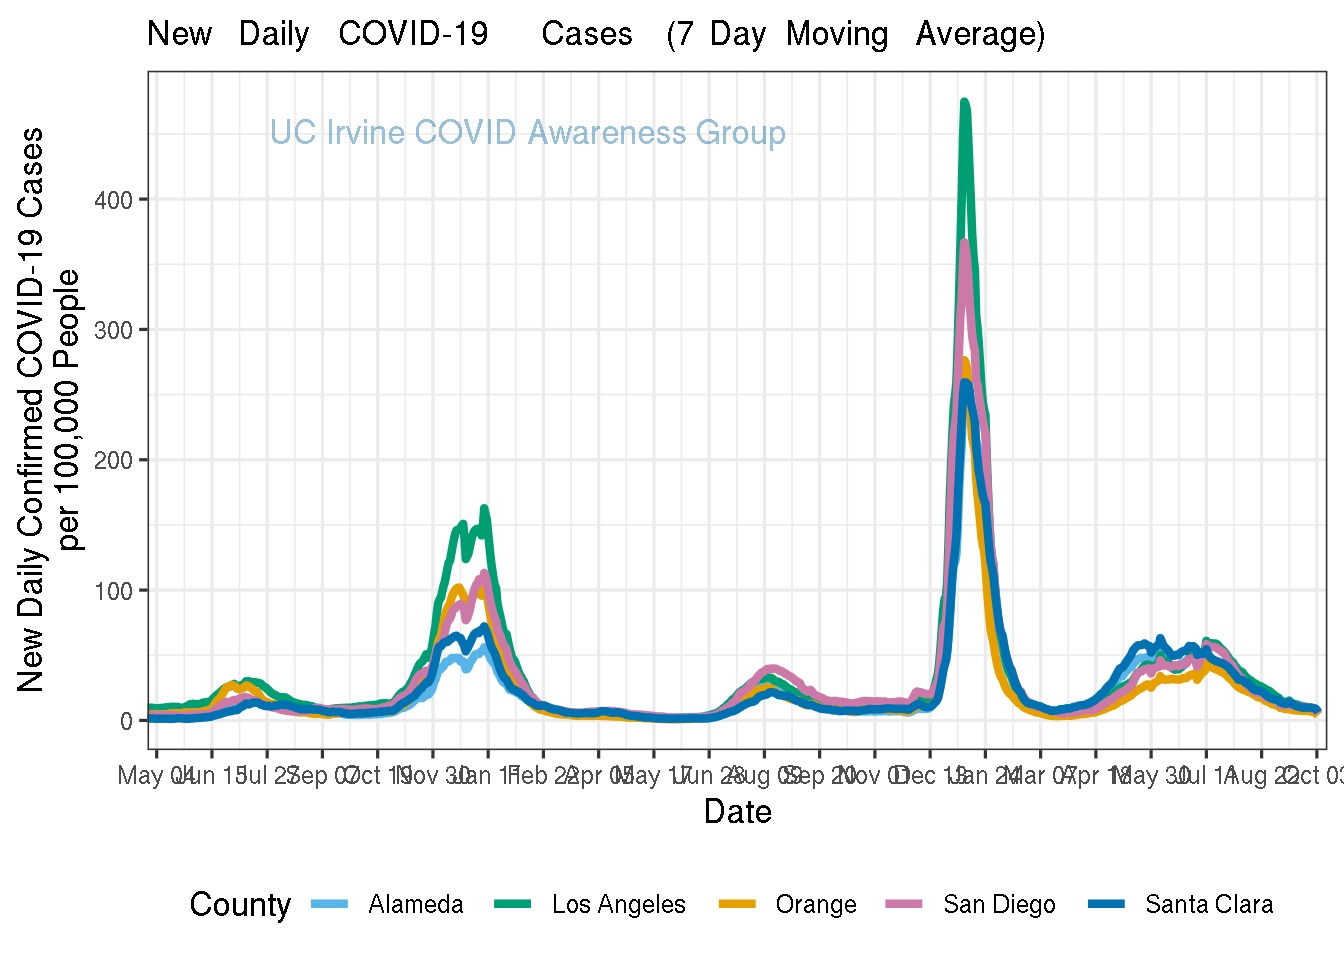 New Daily COVID-19 Cases (7 Day Moving Average)
UC Irvine COVID Awareness Group
New Daily Confirmed COVID-19 Cases
per 100,000 People
400
300
200
100
0
May 04 Jun 15 Jul 27 Sep 07 Oct 19 Nov 30 Jan 11 Feb 22 Apr 05 May 17 Jun 28 Aug 09 Sep 20 Nov 01 Dec 13 Jan 24 Mar 07 Apr 18 May 30 Jul 11 Aug 22 Oct 03
Date
County Alameda Los Angeles Orange San Diego Santa Clara